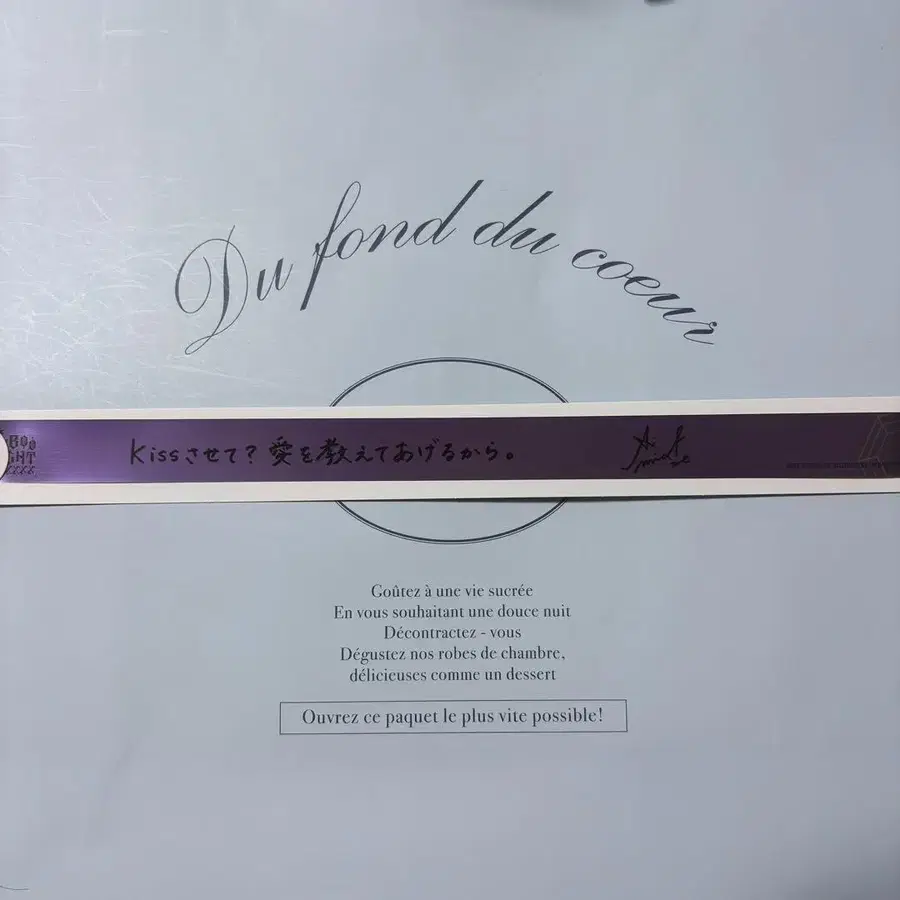 Du fond du coeur
Kissさせて？愛を教えてあげるから。
Goûtez à une vie sucrée
En vous souhaitant une douce nuit
Décontractez - vous
Dégustez nos robes de chambre,
délicieuses comme un dessert
Ouvrez ce paquet le plus vite possible!